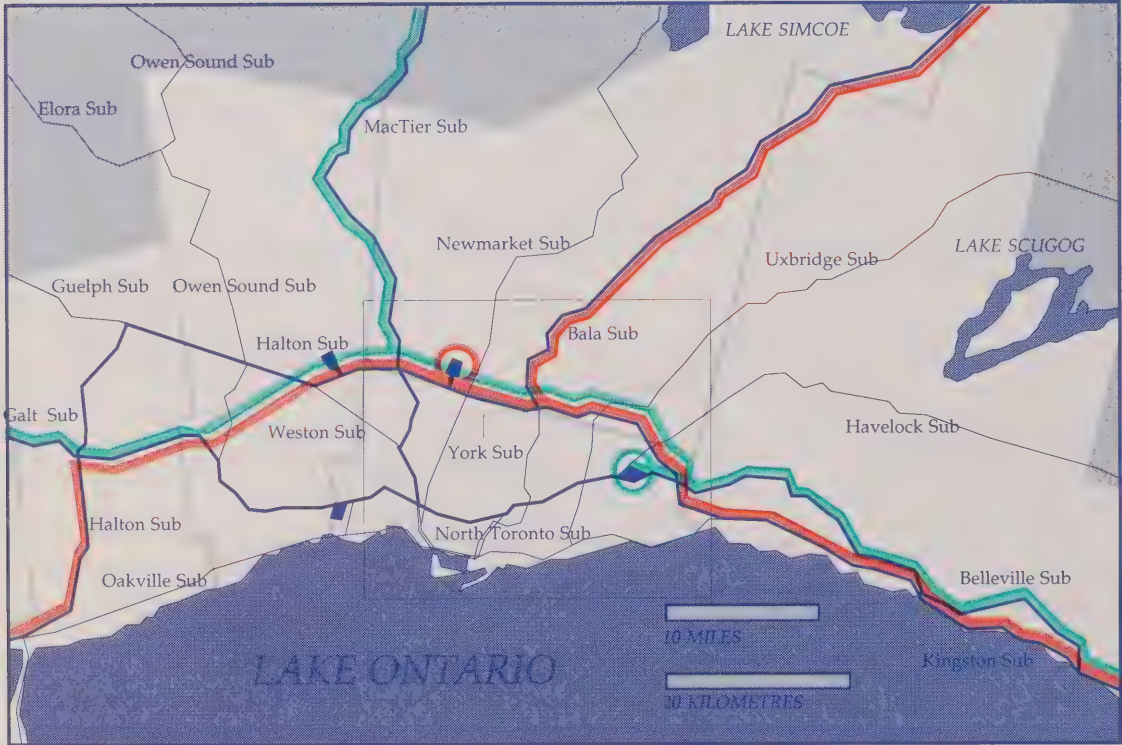 LAKE SIMCOE
Owen Sound Sub
Elora Sub
MacTier Sub
Newmarket Sub
LAKE SCUGOG
Uxbridge Sub
Guelph Sub
Owen Sound Sub
Bala Sub
Halton Sub
Galt Sub
Weston Sub
Havelock Sub
York Sub
Halton Sub
North Toronto Sub
Oakville Sub
Belleville Sub
10 MILES
Kingston Sub
LAKE ONTARIO
20 KILOMETRES